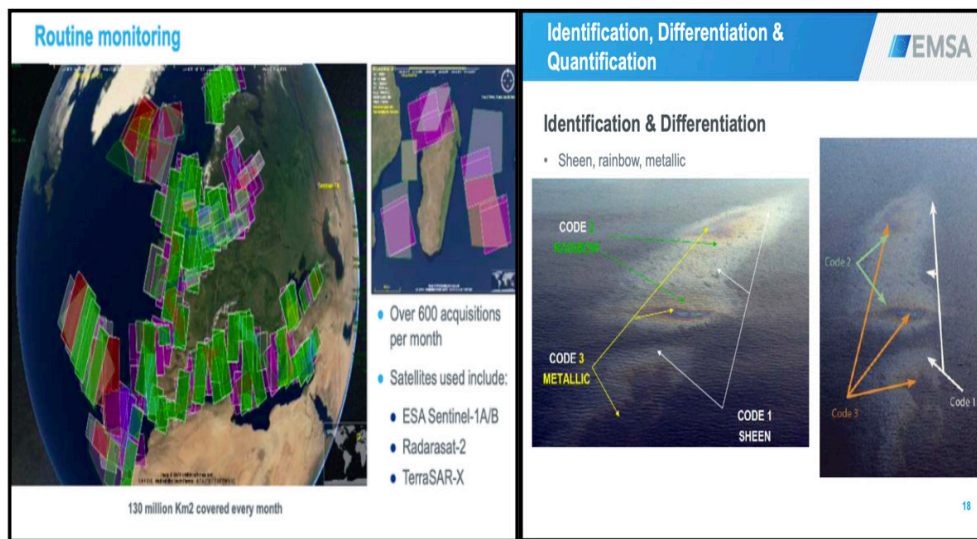 Routine monitoring
Over 600 acquisitions
per month
Satellites used include:
ESA Sentinel-1A/B
Radarasat-2
TerraSAR-X
130 million Km2 covered every month
Identification, Differentiation &
Quantification
EMSA
Identification & Differentiation
Sheen, rainbow, metallic
CODE 2
RAINBOW
CODE 3
METALLIC
CODE 1
SHEEN
Code 2
Code 3
Code 1
18